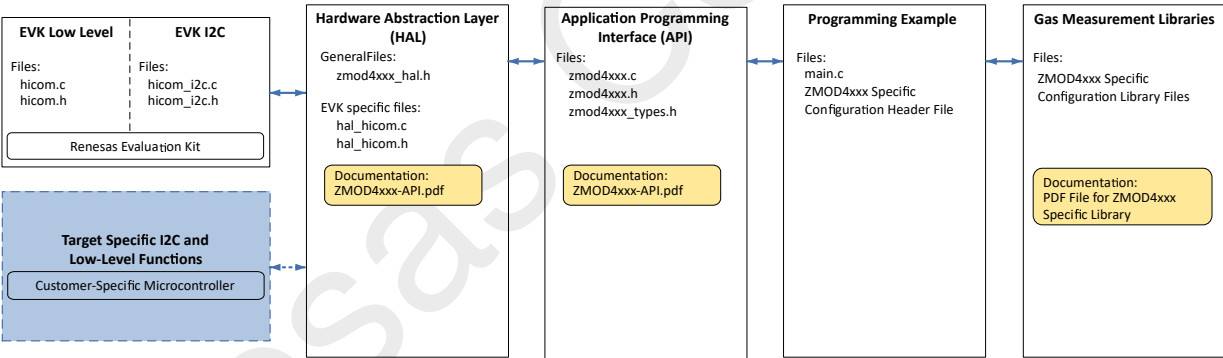 EVK Low Level
Files:
hicom.c
hicom.h
EVK I2C
Files:
hicom_i2c.c
hicom_i2c.h
Renesas Evaluation Kit
Target Specific I2C and
Low-Level Functions
Customer-Specific Microcontroller
Hardware Abstraction Layer
(HAL)
GeneralFiles:
zmod4xxx_hal.h
EVK specific files:
hal_hicom.c
hal_hicom.h
Documentation:
ZMOD4xxx-API.pdf
Application Programming
Interface (API)
Files:
zmod4xxx.c
zmod4xxx.h
zmod4xxx_types.h
Documentation:
ZMOD4xxx-API.pdf
Programming Example
Files:
main.c
ZMOD4xxx Specific
Configuration Header File
Gas Measurement Libraries
Files:
ZMOD4xxx Specific
Configuration Library Files
Documentation:
PDF File for ZMOD4xxx
Specific Library